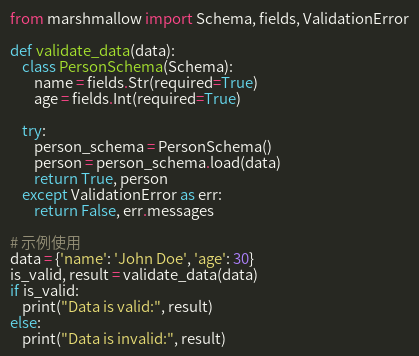 from marshmallow import Schema, fields, ValidationError

def validate_data(data):
    class PersonSchema(Schema):
        name = fields.Str(required=True)
        age = fields.Int(required=True)

    try:
        person_schema = PersonSchema()
        person = person_schema.load(data)
        return True, person
    except ValidationError as err:
        return False, err.messages

# 示例使用
data = {'name': 'John Doe', 'age': 30}
is_valid, result = validate_data(data)
if is_valid:
    print("Data is valid:", result)
else:
    print("Data is invalid:", result)